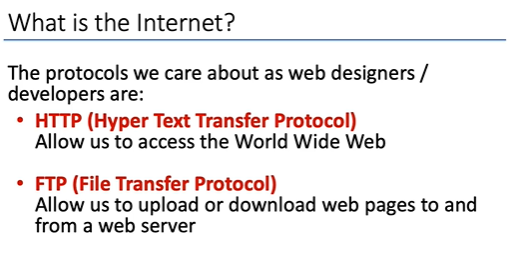 What is the Internet?
The protocols we care about as web designers /
developers are:
• HTTP (Hyper Text Transfer Protocol)
Allow us to access the World Wide Web
• FTP (File Transfer Protocol)
Allow us to upload or download web pages to and
from a web server